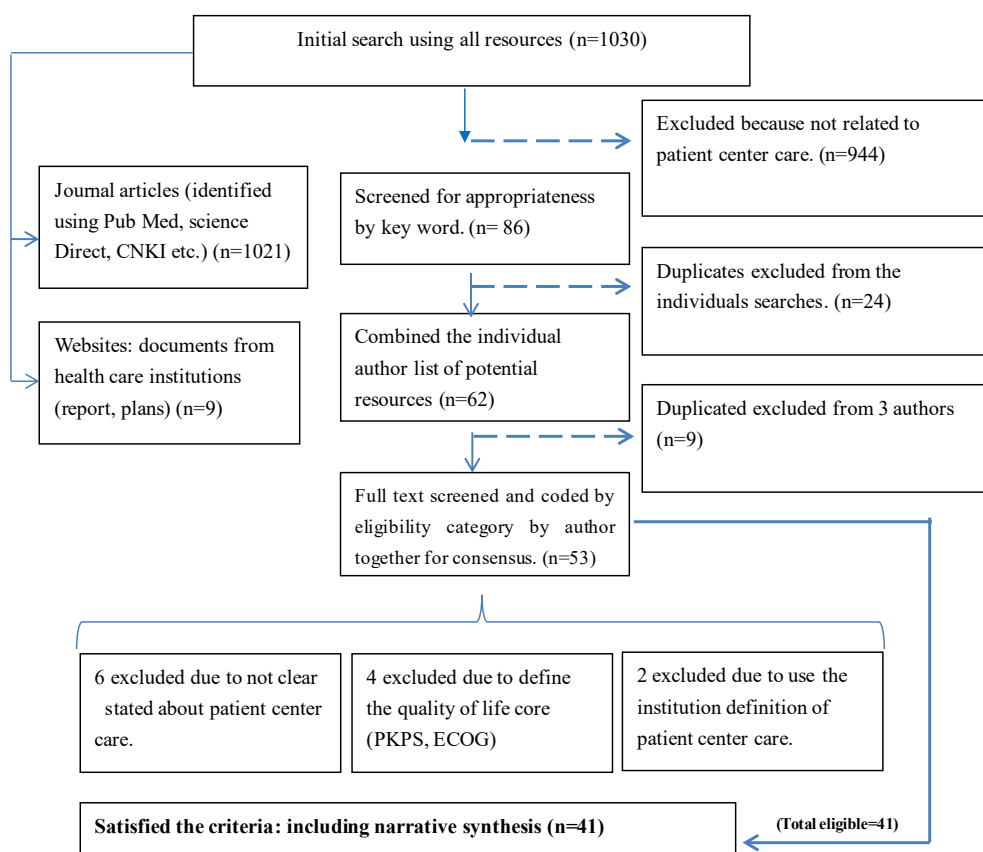 Initial search using all resources (n=1030)
Excluded because not related to
patient center care. (n=944)
Journal articles (identified
using Pub Med, science
Direct, CNKI etc.) (n=1021)
Screened for appropriateness
by key word. (n= 86)
Duplicates excluded from the
individuals searches. (n=24)
Websites: documents from
health care institutions
(report, plans) (n=9)
Combined the individual
author list of potential
resources (n=62)
Duplicated excluded from 3 authors
(n=9)
Full text screened and coded by
eligibility category by author
together for consensus. (n=53)
6 excluded due to not clear
stated about patient center
care.
4 excluded due to define
the quality of life core
(PKPS, ECOG)
2 excluded due to use the
institution definition of
patient center care.
Satisfied the criteria: including narrative synthesis (n=41)
(Total eligible=41)